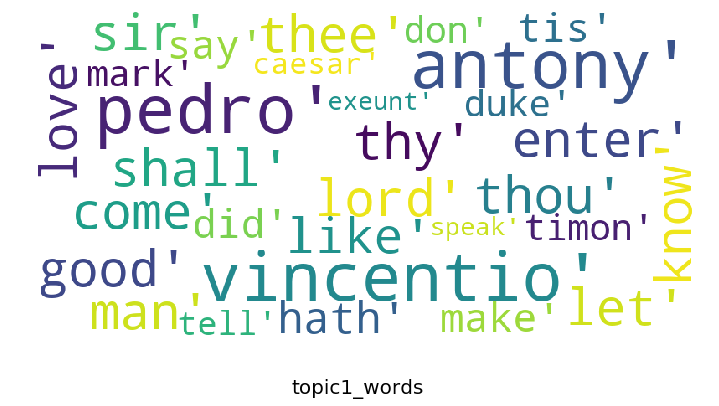 sir' say' thee' don' tis'
love' mark' caesar' antony'
pedro' exeunt' duke'
thy' enter'
shall' lord' thou' know'
come' did' like' speak' timon'
good' vincentio'
man' tell' hath' make' let'
topic1_words